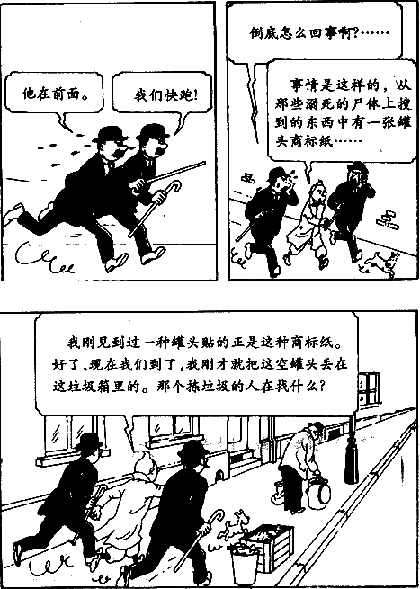 他在前面。
我们快跑!
倒底怎么回事啊?……
事情是这样的,从
那些溺死的尸体上搜
到的东西中有一张罐
头商标纸……
我刚见到过一种罐头贴的正是这种商标纸。
好了,现在我们到了,我刚才就把这空罐头丢在
这垃圾箱里的。那个拣垃圾的人在找什么?